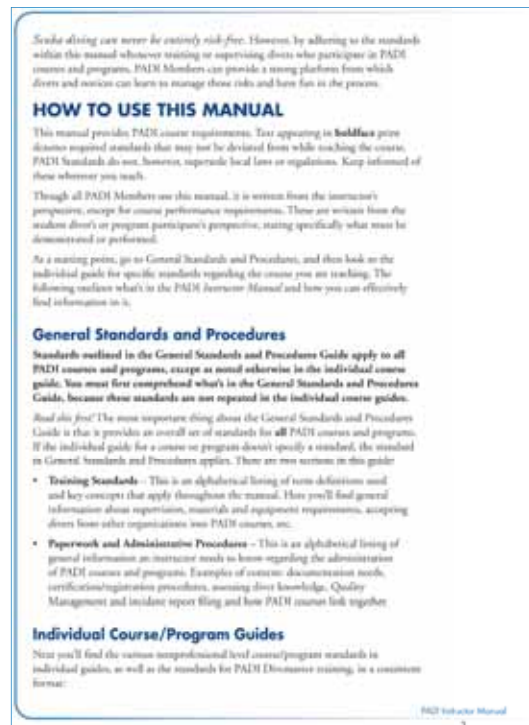 Scuba diving can never be entirely risk-free. However, by adhering to the standards
within this manual whenever training or supervising divers who participate in PADI
courses and programs, PADI Members can provide a strong platform from which
divers and novices can learn to manage those risks and have fun in the process.
HOW TO USE THIS MANUAL
This manual provides PADI course requirements. Text appearing in boldface print
denotes required standards that may not be deviated from while teaching the course.
PADI Standards do not, however, supersede local laws or regulations. Keep informed of
these wherever you teach.
Though all PADI Members use this manual, it is written from the instructor's
perspective, except for course performance requirements. These are written from the
student diver's or program participant's perspective, stating specifically what must be
demonstrated or performed.
As a starting point, go to General Standards and Procedures, and then look to the
individual guide for specific standards regarding the course you are teaching. The
following outlines what's in the PADI Instructor Manual and how you can effectively
find information in it.
General Standards and Procedures
Standards outlined in the General Standards and Procedures Guide apply to all
PADI courses and programs, except as noted otherwise in the individual course
guide. You must first comprehend what's in the General Standards and Procedures
Guide, because these standards are not repeated in the individual course guides.
Read this first! The most important thing about the General Standards and Procedures
Guide is that it provides an overall set of standards for all PADI courses and programs.
If the individual guide for a course or program doesn't specify a standard, the standard
in General Standards and Procedures applies. There are two sections in this guide:
• Training Standards – This is an alphabetical listing of term definitions used
and key concepts that apply throughout the manual. Here you'll find general
information about supervision, materials and equipment requirements, accepting
divers from other organizations into PADI courses, etc.
• Paperwork and Administrative Procedures – This is an alphabetical listing of
general information an instructor needs to know regarding the administration
of PADI courses and programs. Examples of content: documentation needs,
certification/registration procedures, assessing diver knowledge, Quality
Management and incident report filing and how PADI courses link together.
Individual Course/Program Guides
Next you'll find the various nonprofessional level course/program standards in
individual guides, as well as the standards for PADI Divemaster training, in a consistent
format:
PADI Instructor Manual